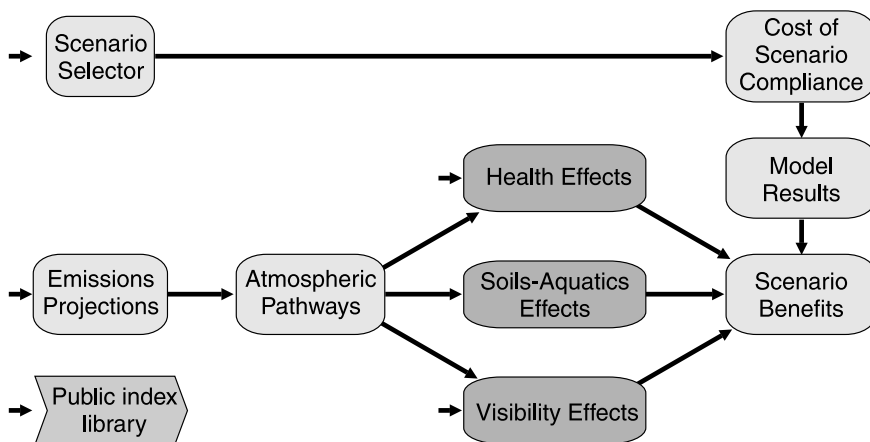 Scenario
Selector
Cost of
Scenario
Compliance
Health Effects
Model
Results
Emissions
Projections
Atmospheric
Pathways
Soils-Aquatics
Effects
Scenario
Benefits
Public index
library
Visibility Effects